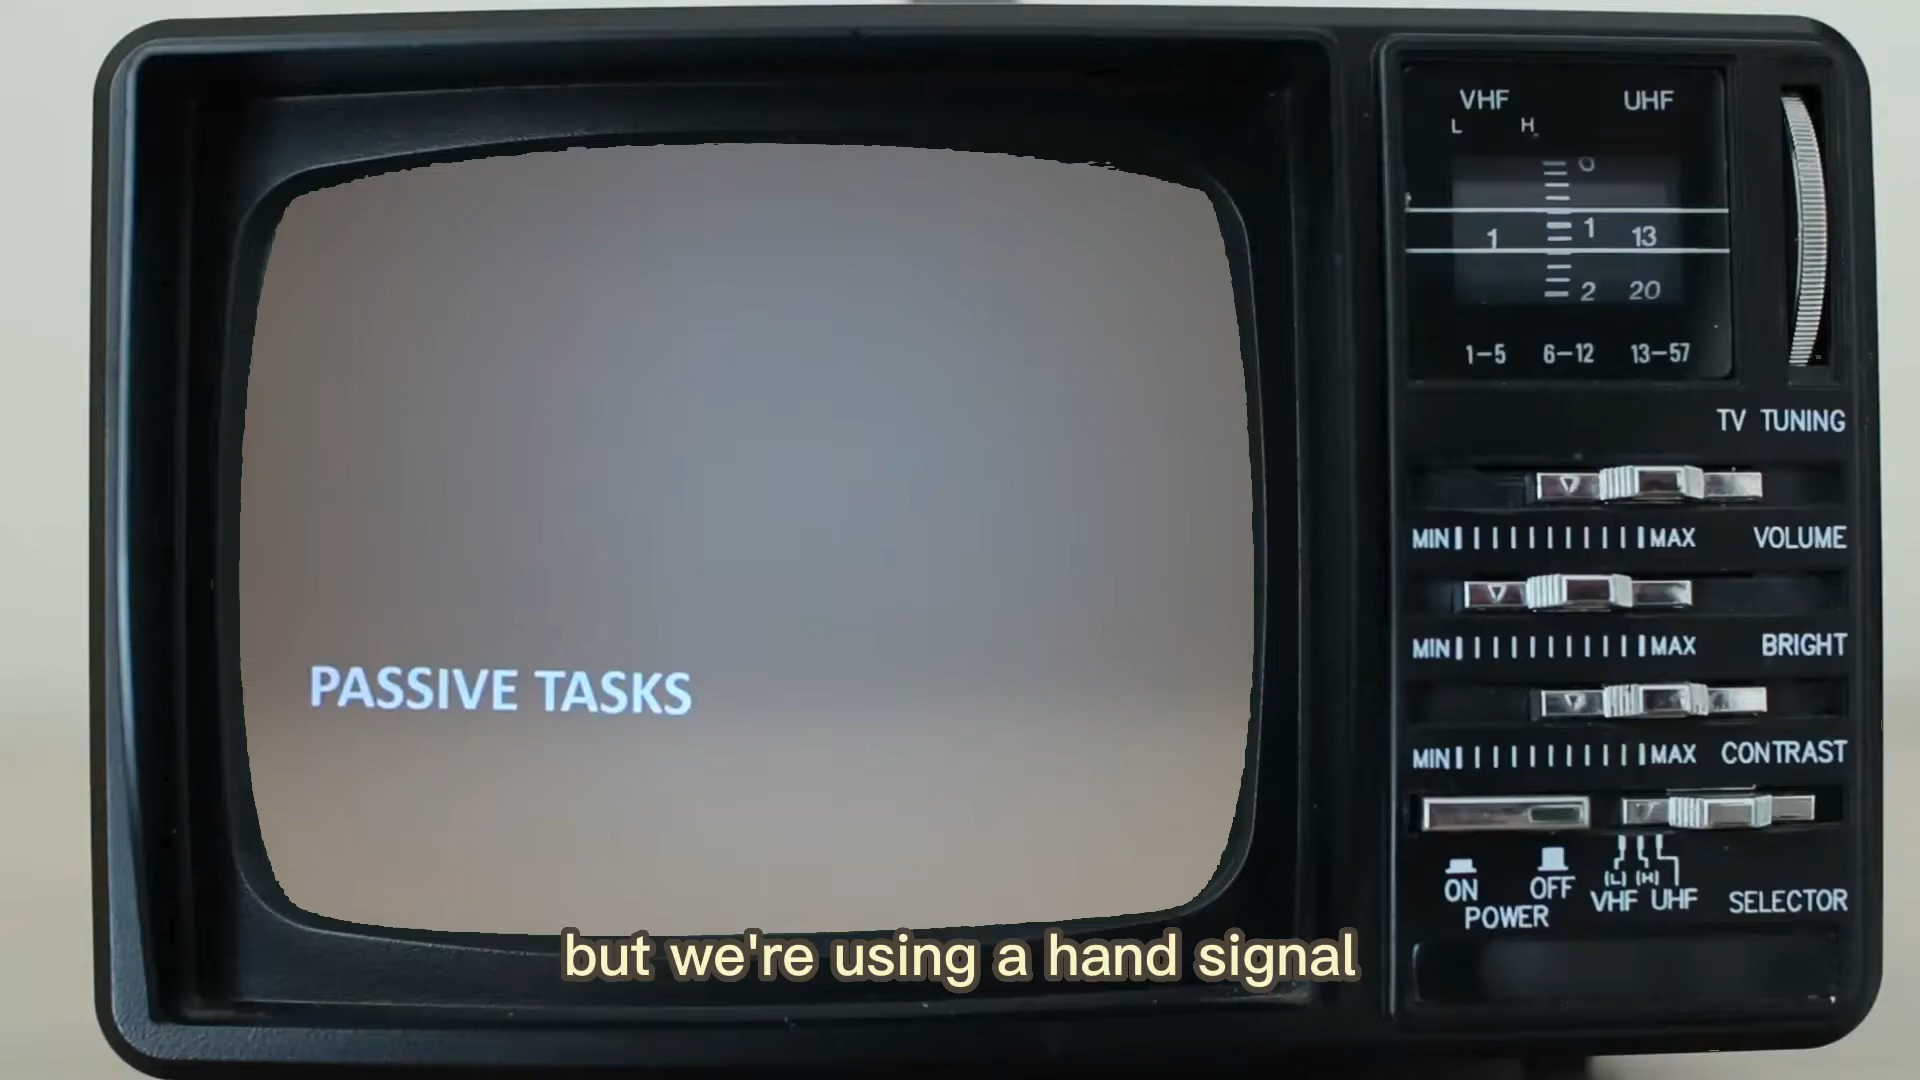 VHF UHF
L H
0
1 1 13
2 20
1-5 6-12 13-57
TV TUNING
MIN MAX VOLUME
MIN MAX BRIGHT
PASSIVE TASKS
MIN MAX CONTRAST
ON OFF (L) (H)
POWER VHF UHF SELECTOR
but we're using a hand signal